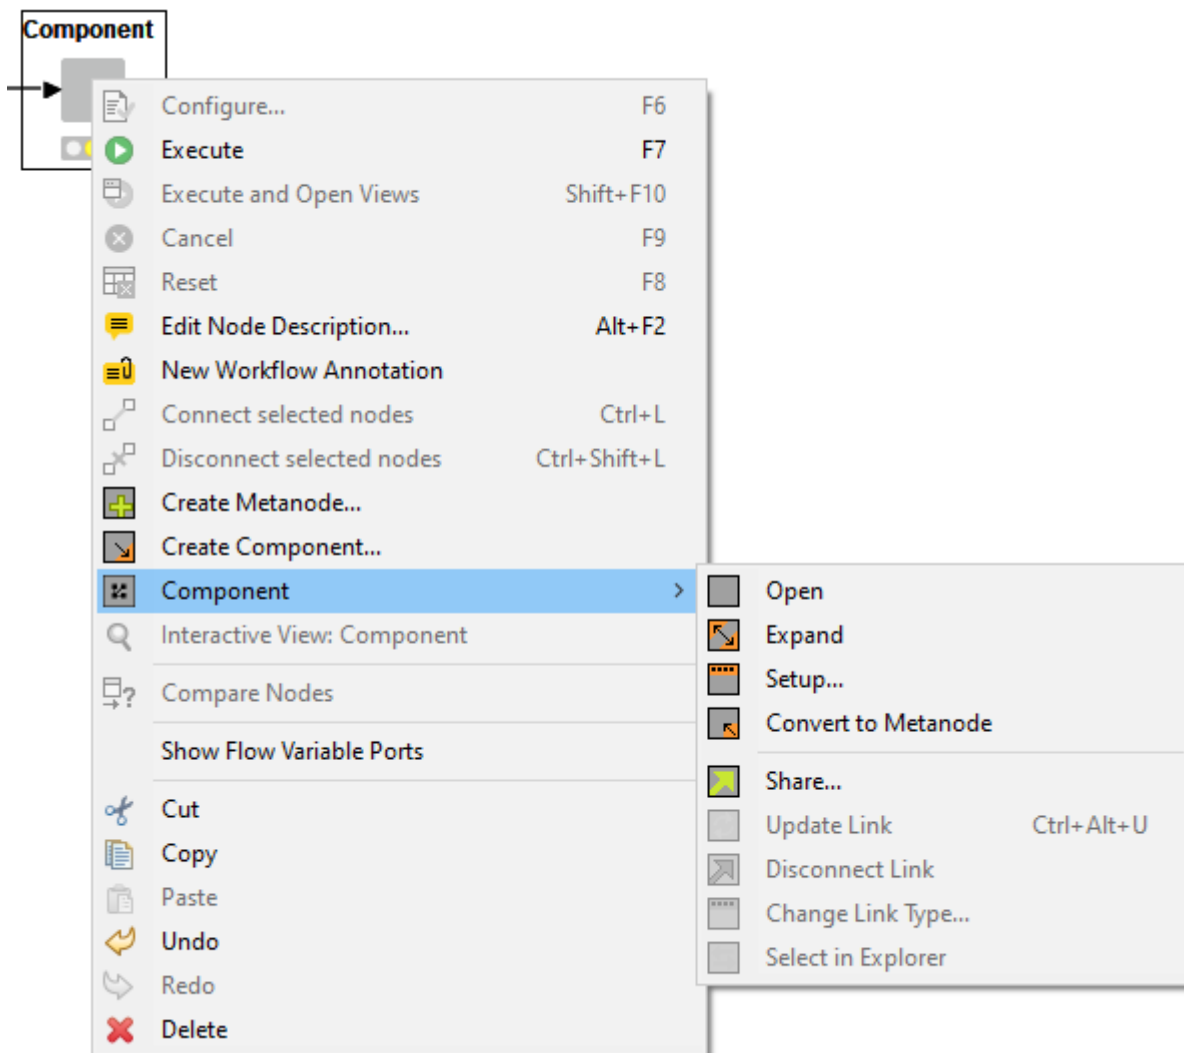 Component
Configure... F6
Execute F7
Execute and Open Views Shift+F10
Cancel F9
Reset F8
Edit Node Description... Alt+F2
New Workflow Annotation
Connect selected nodes Ctrl+L
Disconnect selected nodes Ctrl+Shift+L
Create Metanode...
Create Component...
Component
Interactive View: Component
Compare Nodes
Show Flow Variable Ports
Cut
Copy
Paste
Undo
Redo
Delete
Open
Expand
Setup...
Convert to Metanode
Share...
Update Link Ctrl+Alt+U
Disconnect Link
Change Link Type...
Select in Explorer